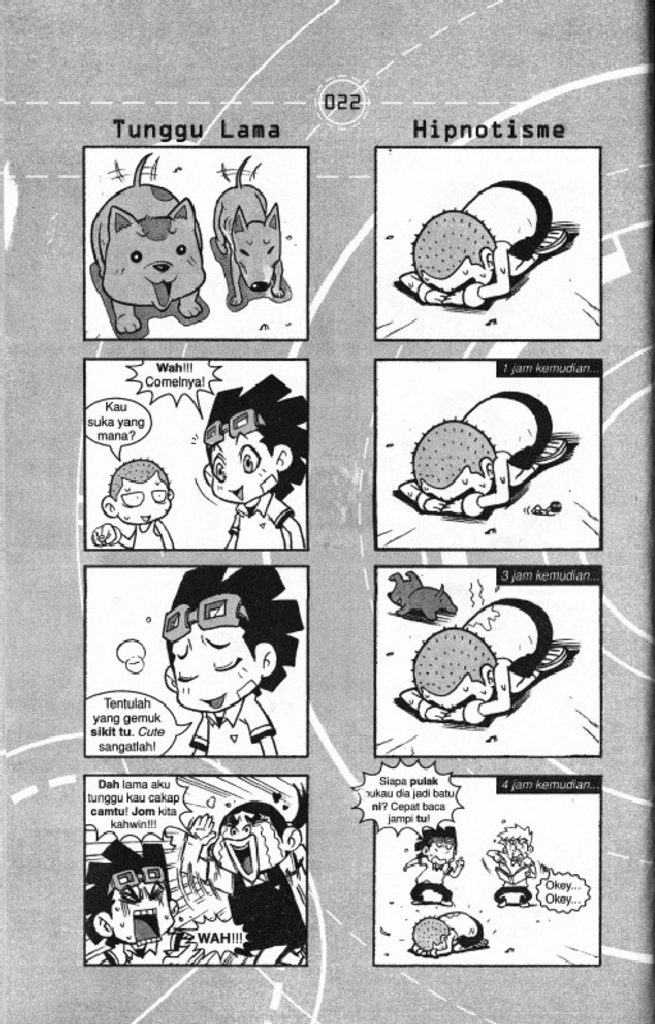 022
Tunggu Lama
Wah!!!
Comelnya!
Kau
suka yang
mana?
Tentulah
yang gemuk
sikit tu. Cute
sangatlah!
Dah lama aku
tunggu kau cakap
camtu! Jom kita
kahwin!!!
WAH!!!
Hipnotisme
1 jam kemudian...
3 jam kemudian...
4 jam kemudian...
Siapa pulak
pukau dia jadi batu
ni? Cepat baca
jampi tu!
Okey...
Okey...